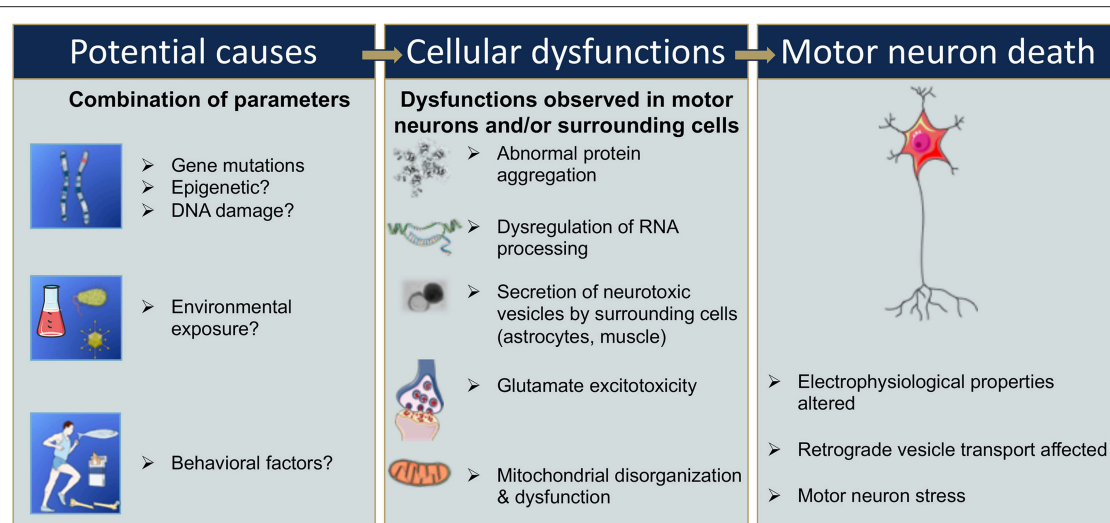 Potential causes
Combination of parameters
➢ Gene mutations
➢ Epigenetic?
➢ DNA damage?
➢ Environmental
exposure?
➢ Behavioral factors?
Cellular dysfunctions
Dysfunctions observed in motor
neurons and/or surrounding cells
➢ Abnormal protein
aggregation
➢ Dysregulation of RNA
processing
➢ Secretion of neurotoxic
vesicles by surrounding cells
(astrocytes, muscle)
➢ Glutamate excitotoxicity
➢ Mitochondrial disorganization
& dysfunction
Motor neuron death
➢ Electrophysiological properties
altered
➢ Retrograde vesicle transport affected
➢ Motor neuron stress